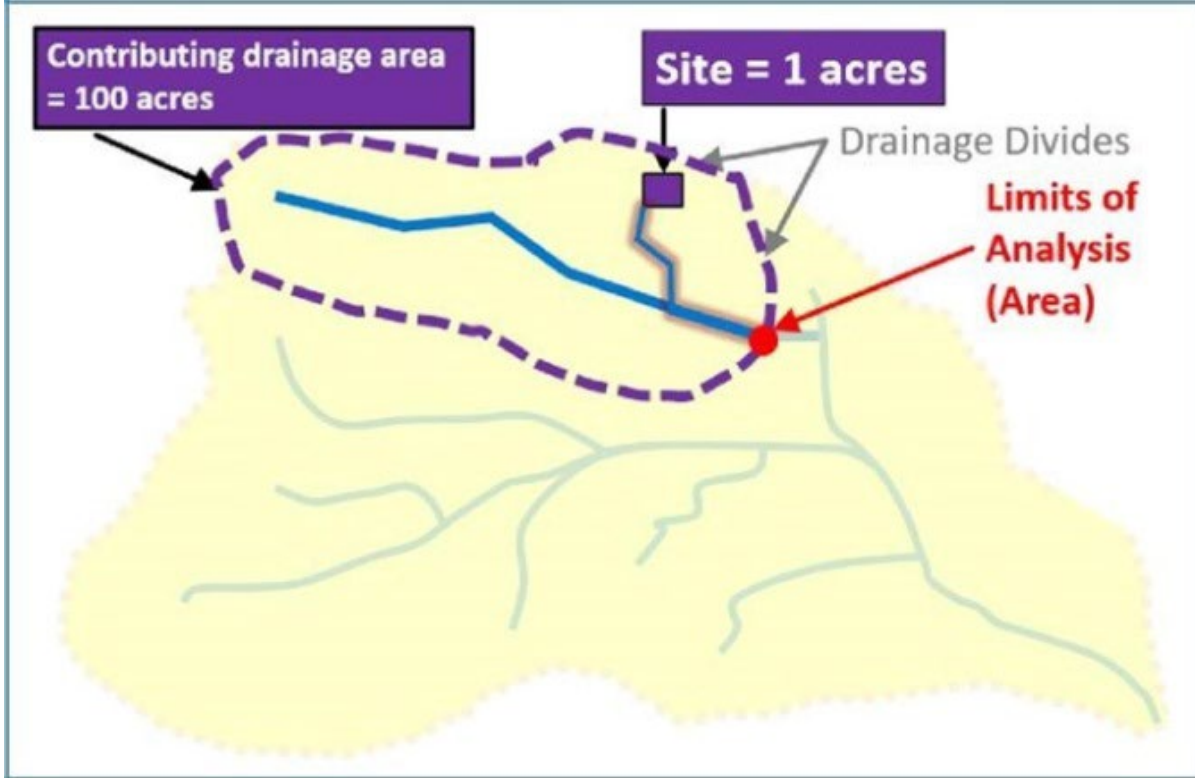 Contributing drainage area
= 100 acres
Site = 1 acres
Drainage Divides
Limits of
Analysis
(Area)